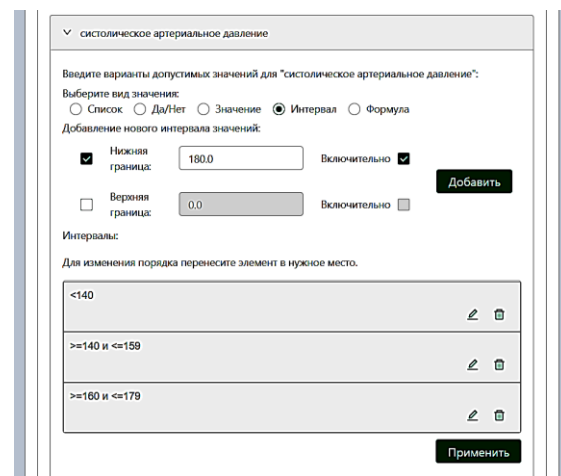 систолическое артериальное давление
Введите варианты допустимых значений для "систолическое артериальное давление":
Выберите вид значения:
Список Да/Нет Значение Интервал Формула
Добавление нового интервала значений:
Нижняя граница: 180.0 Включительно
Добавить
Верхняя граница: 0.0 Включительно
Интервалы:
Для изменения порядка перенесите элемент в нужное место.
<140
>=140 и <=159
>=160 и <=179
Применить